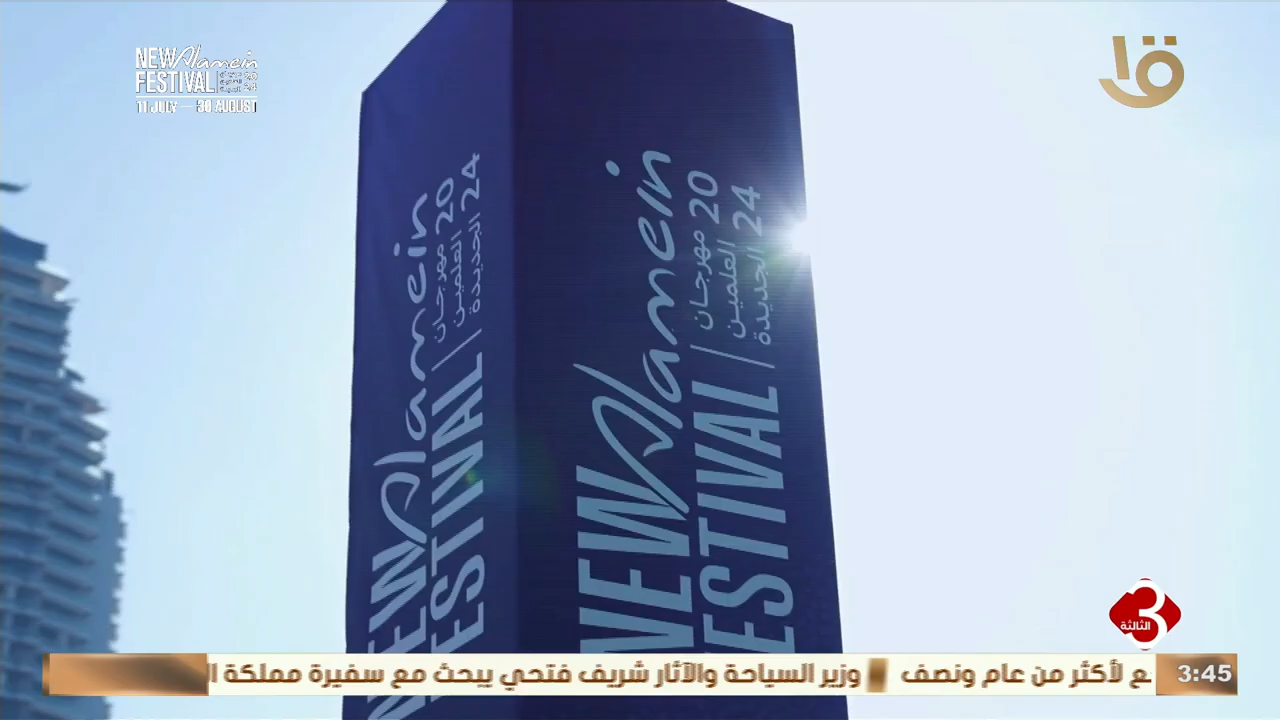 NEW Alamein
FESTIVAL
11 JULY — 30 AUGUST
NEW Alamein
FESTIVAL
مهرجان 20
العلمين
الجديدة 24
NEW Alamein
FESTIVAL
مهرجان 20
العلمين
الجديدة 24
3
الثالثة
ع لأكثر من عام ونصف
وزير السياحة والآثار شريف فتحي يبحث مع سفيرة مملكة ا
3:45